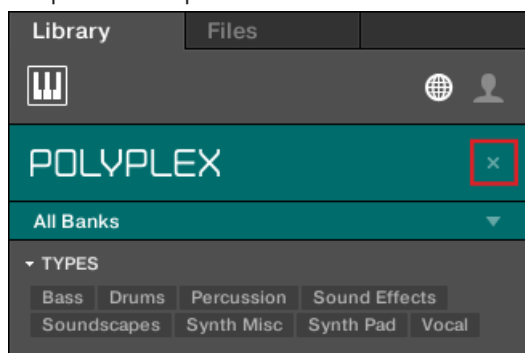 Library Files
POLYPLEX ×
All Banks
TYPES
Bass Drums Percussion Sound Effects
Soundscapes Synth Misc Synth Pad Vocal